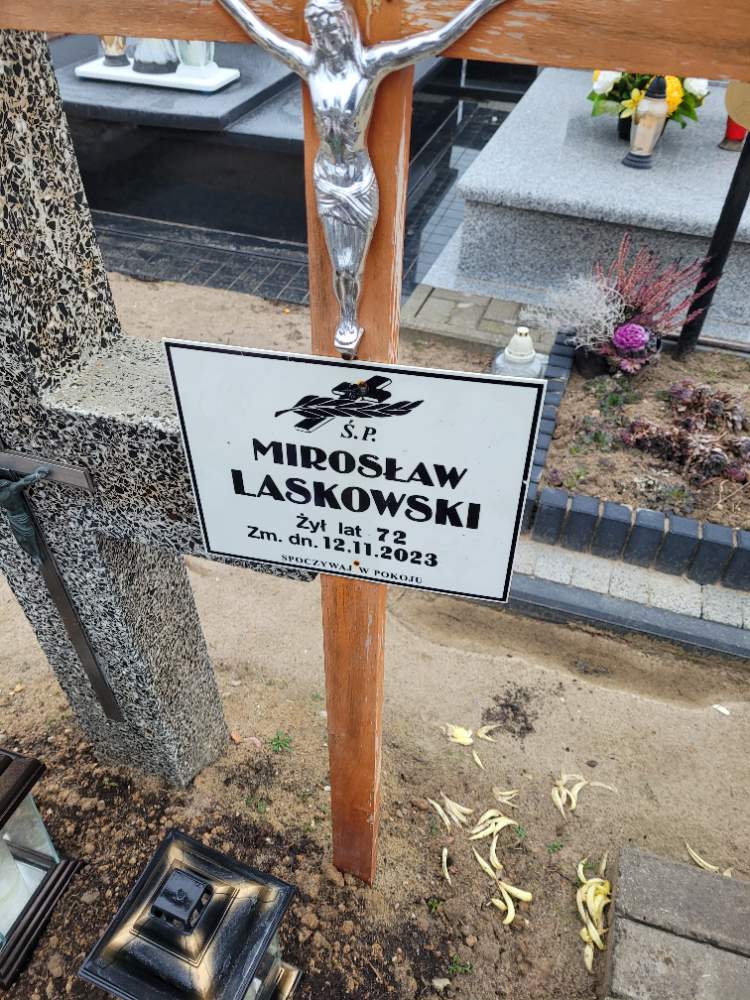 Ś.P.
MIROSŁAW
LASKOWSKI
Żył lat 72
Zm. dn. 12.11.2023
SPOCZYWAJ W POKOJU